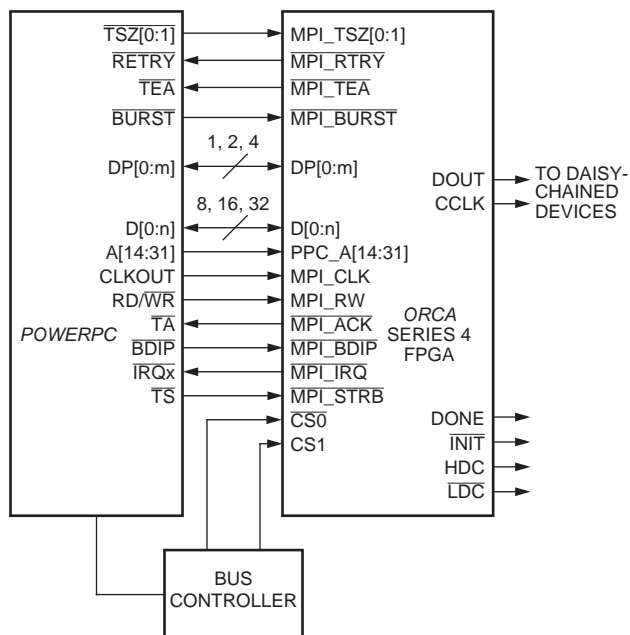 TSZ[0:1] MPI_TSZ[0:1]
RETRY MPI_RTRY
TEA MPI_TEA
BURST MPI_BURST
1, 2, 4
DP[0:m] DP[0:m]
DOUT TO DAISY-
CHAINED
CCLK DEVICES
8, 16, 32
D[0:n] D[0:n]
A[14:31] PPC_A[14:31]
CLKOUT MPI_CLK
RD/WR MPI_RW
POWERPC
TA MPI_ACK
ORCA
SERIES 4
FPGA
BDIP MPI_BDIP
IRQx MPI_IRQ
TS MPI_STRB
CS0
CS1
DONE
INIT
HDC
LDC
BUS
CONTROLLER